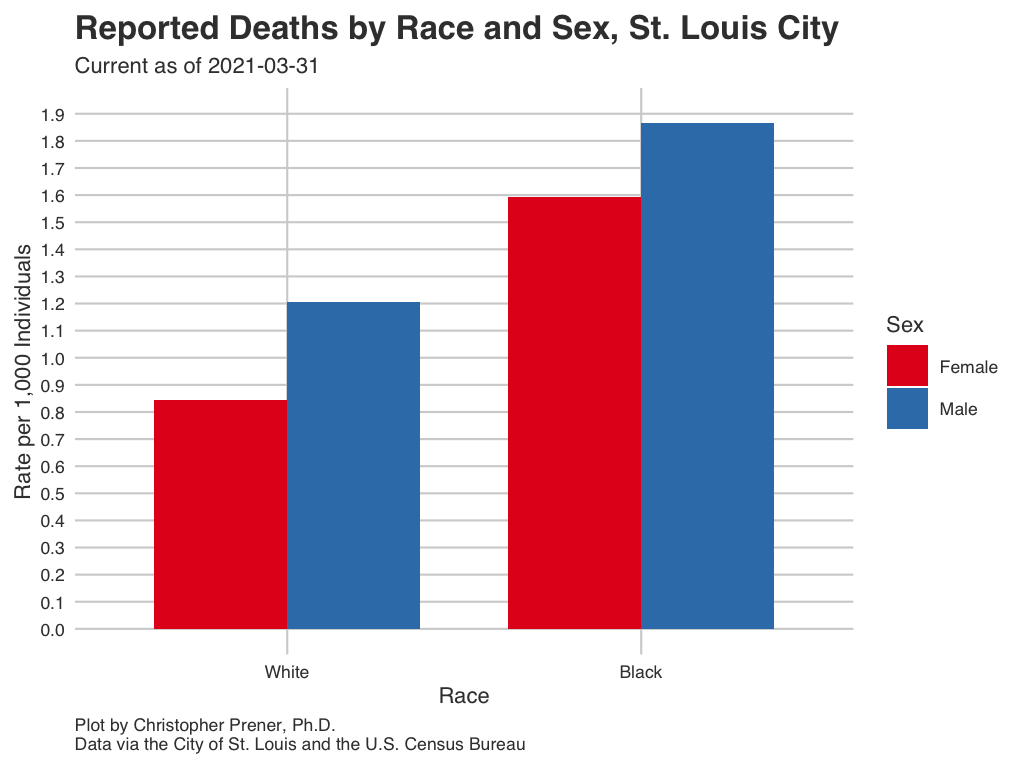 Reported Deaths by Race and Sex, St. Louis City
Current as of 2021-03-31
Rate per 1,000 Individuals
1.9
1.8
1.7
1.6
1.5
1.4
1.3
1.2
1.1
1.0
0.9
0.8
0.7
0.6
0.5
0.4
0.3
0.2
0.1
0.0
White
Black
Race
Sex
Female
Male
Plot by Christopher Prener, Ph.D.
Data via the City of St. Louis and the U.S. Census Bureau